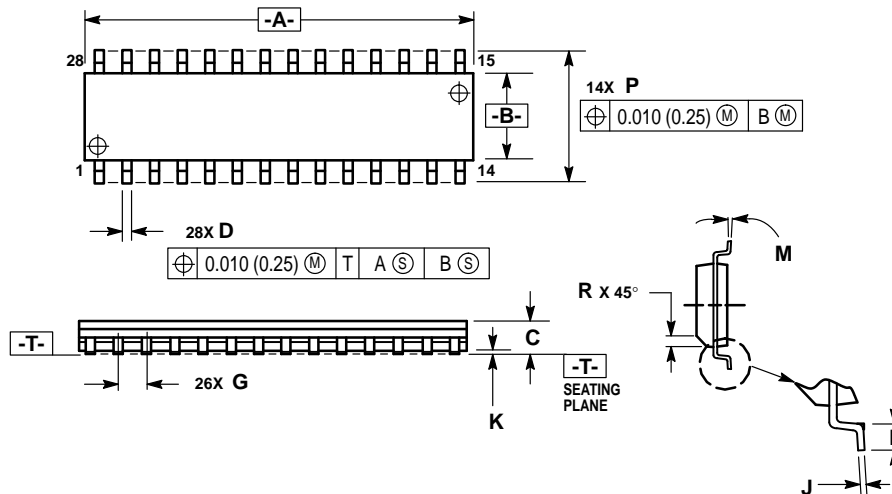 -A-
28
15
14X P
⌖ 0.010 (0.25) Ⓜ B Ⓜ
-B-
1
14
28X D
⌖ 0.010 (0.25) Ⓜ T A Ⓢ B Ⓢ
M
R X 45°
C
-T-
-T-
26X G
SEATING
PLANE
K
J